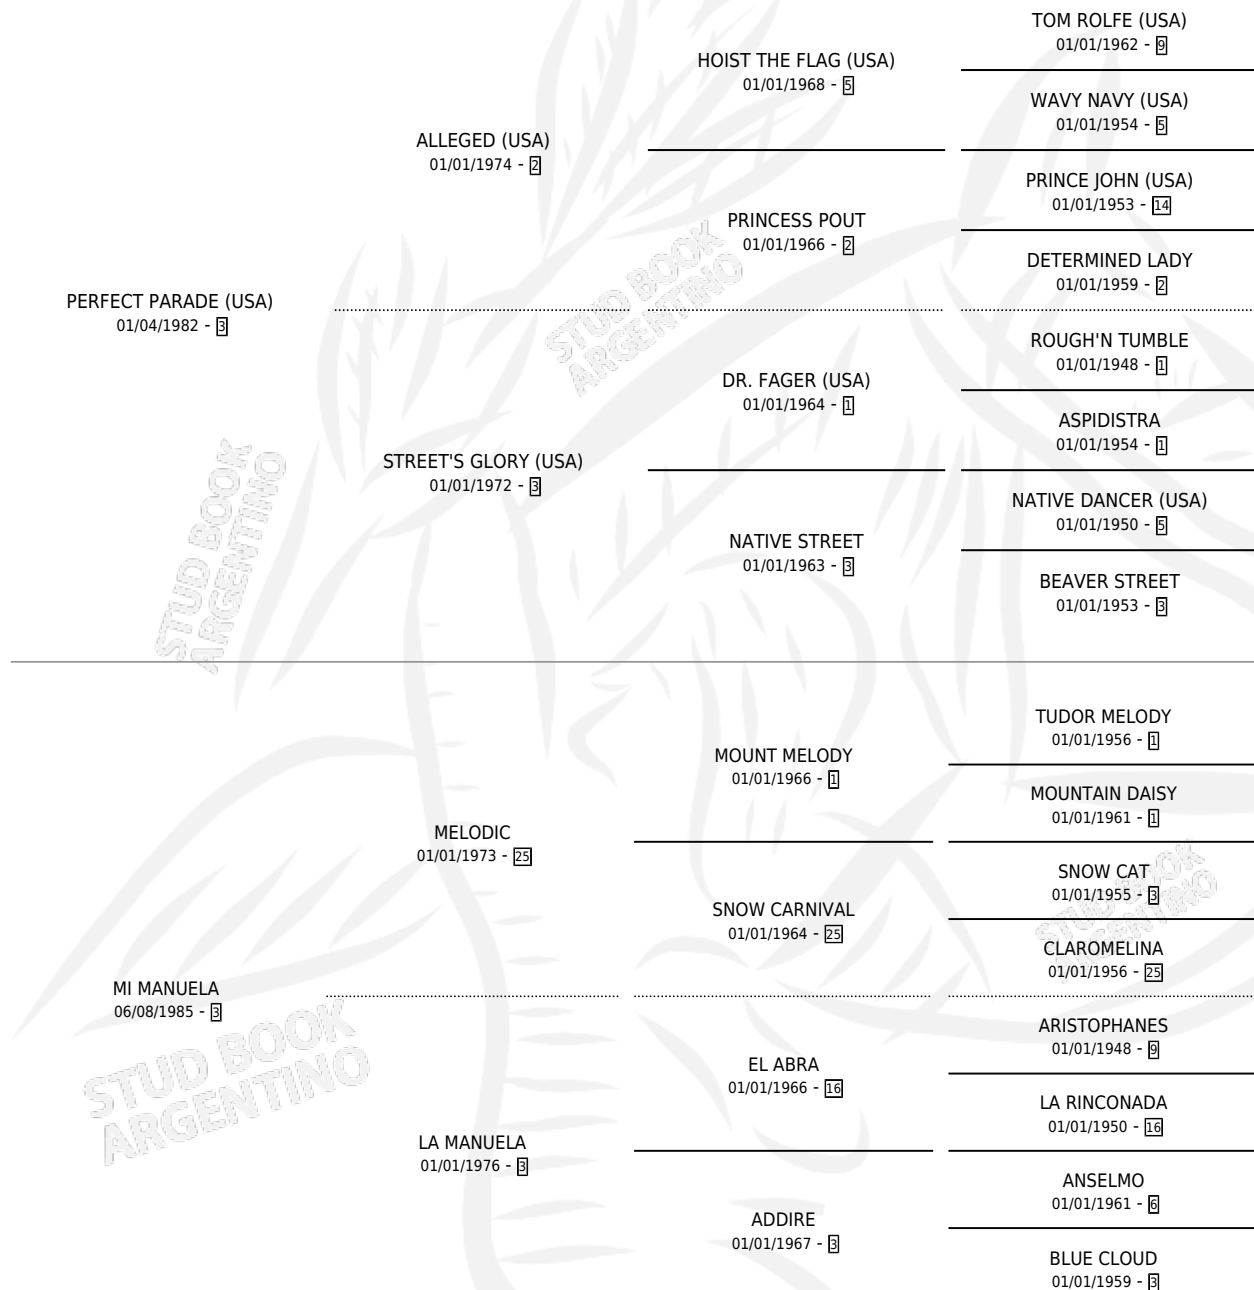 TOM ROLFE (USA)
01/01/1962 - 9
HOIST THE FLAG (USA)
01/01/1968 - 5
WAVY NAVY (USA)
01/01/1954 - 5
ALLEGED (USA)
01/01/1974 - 2
PRINCE JOHN (USA)
01/01/1953 - 14
PRINCESS POUT
01/01/1966 - 2
DETERMINED LADY
01/01/1959 - 2
PERFECT PARADE (USA)
01/04/1982 - 3
ROUGH'N TUMBLE
01/01/1948 - 1
DR. FAGER (USA)
01/01/1964 - 1
ASPIDISTRA
01/01/1954 - 1
STREET'S GLORY (USA)
01/01/1972 - 3
NATIVE DANCER (USA)
01/01/1950 - 5
NATIVE STREET
01/01/1963 - 3
BEAVER STREET
01/01/1953 - 3
STUD BOOK
ARGENTINO
STUD BOOK
ARGENTINO
TUDOR MELODY
01/01/1956 - 1
MOUNT MELODY
01/01/1966 - 1
MOUNTAIN DAISY
01/01/1961 - 1
MELODIC
01/01/1973 - 25
SNOW CAT
01/01/1955 - 3
SNOW CARNIVAL
01/01/1964 - 25
CLAROMELINA
01/01/1956 - 25
MI MANUELA
06/08/1985 - 3
ARISTOPHANES
01/01/1948 - 9
EL ABRA
01/01/1966 - 16
LA RINCONADA
01/01/1950 - 16
LA MANUELA
01/01/1976 - 3
ANSELMO
01/01/1961 - 6
ADDIRE
01/01/1967 - 3
BLUE CLOUD
01/01/1959 - 3
STUD BOOK
ARGENTINO
STUD BOOK
ARGENTINO